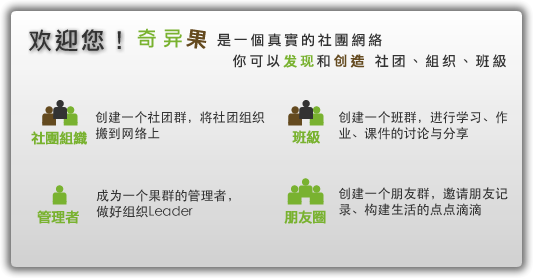 欢迎您！奇异果 是一個真實的社團網絡
你可以发现和创造 社团、組织、班級
社團組織
创建一个社团群，将社团组织
搬到网络上
班級
创建一个班群，进行学习、作
业、课件的讨论与分享
管理者
成为一个果群的管理者，
做好组织Leader
朋友圈
创建一个朋友群，邀请朋友记
录、构建生活的点点滴滴